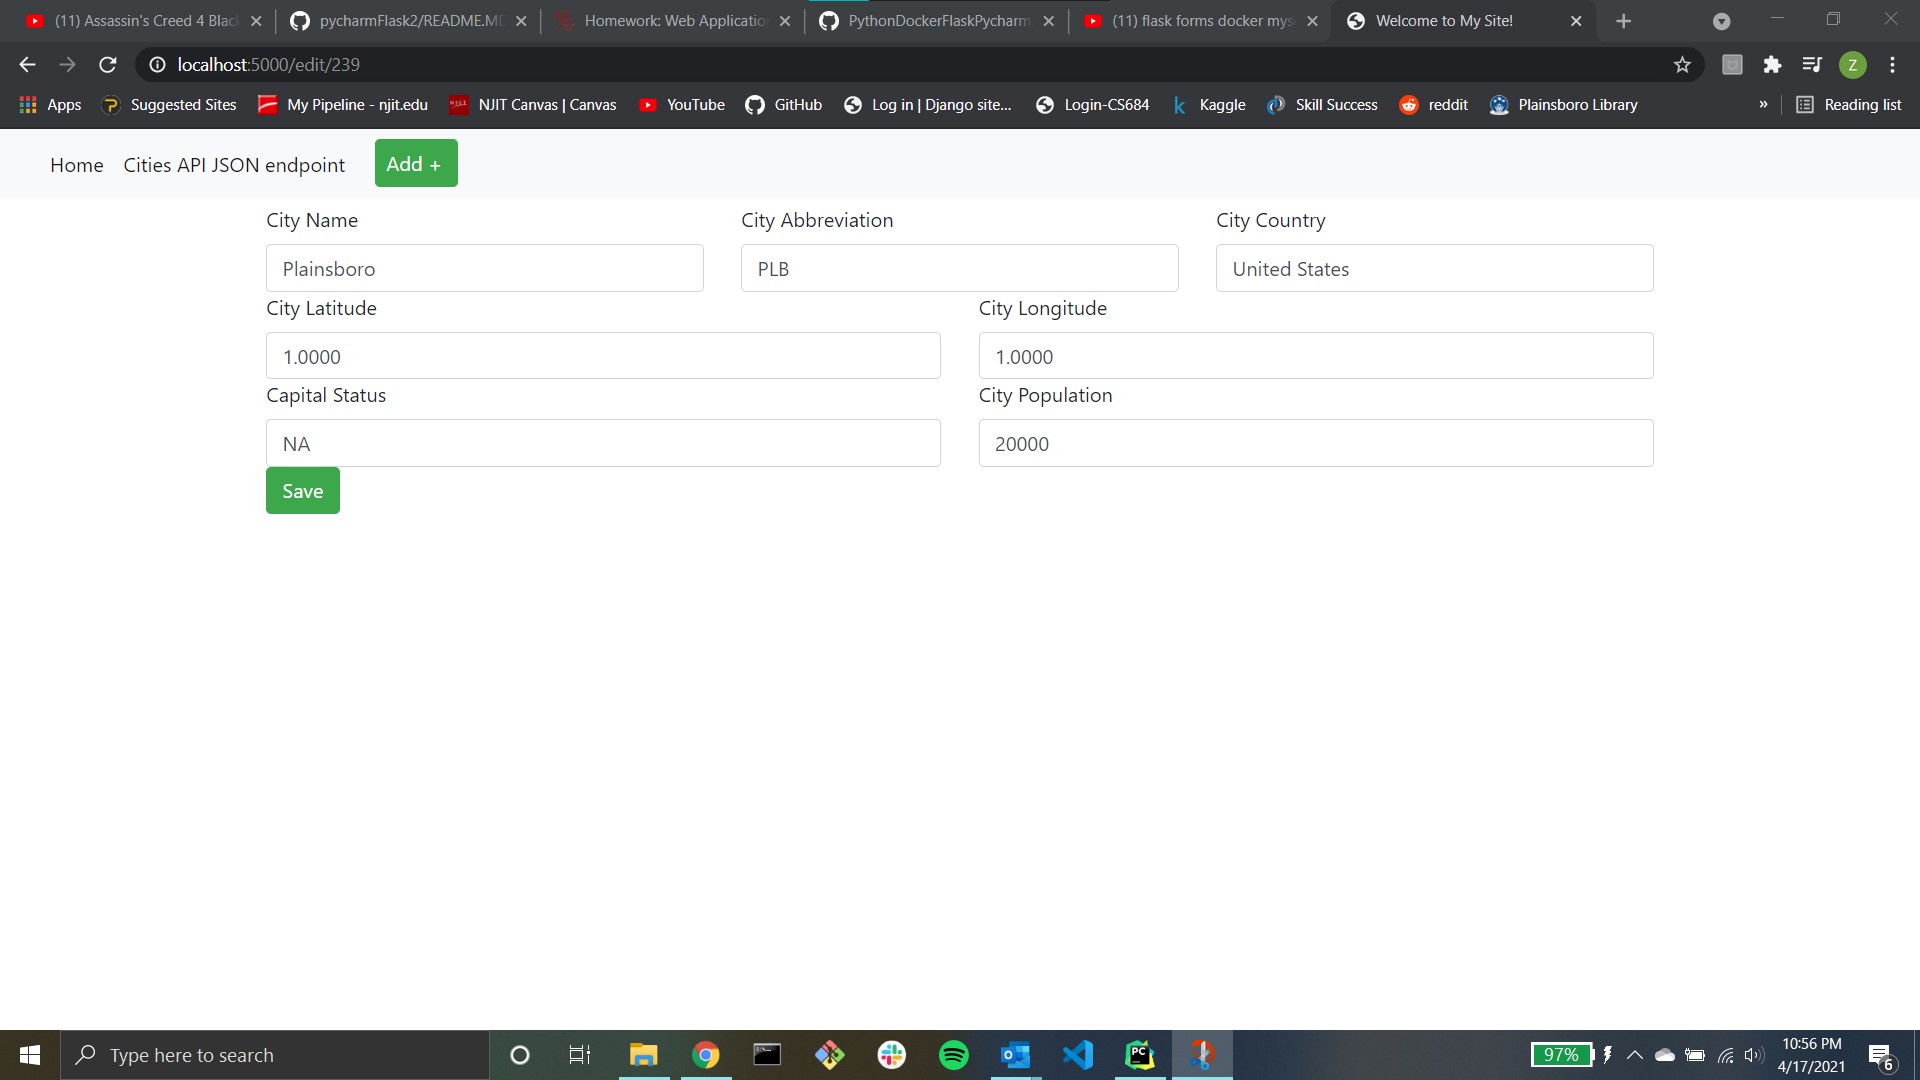 (11) Assassin's Creed 4 Blac
pycharmFlask2/README.MD
Homework: Web Applicatio
PythonDockerFlaskPycharm
(11) flask forms docker mys
Welcome to My Site!
localhost:5000/edit/239
Z
Apps
Suggested Sites
My Pipeline - njit.edu
NJIT Canvas | Canvas
YouTube
GitHub
Log in | Django site...
Login-CS684
Kaggle
Skill Success
reddit
Plainsboro Library
»
Reading list
Home
Cities API JSON endpoint
Add +
City Name
City Abbreviation
City Country
Plainsboro
PLB
United States
City Latitude
City Longitude
1.0000
1.0000
Capital Status
City Population
NA
20000
Save
Type here to search
PC
97%
10:56 PM
4/17/2021
6